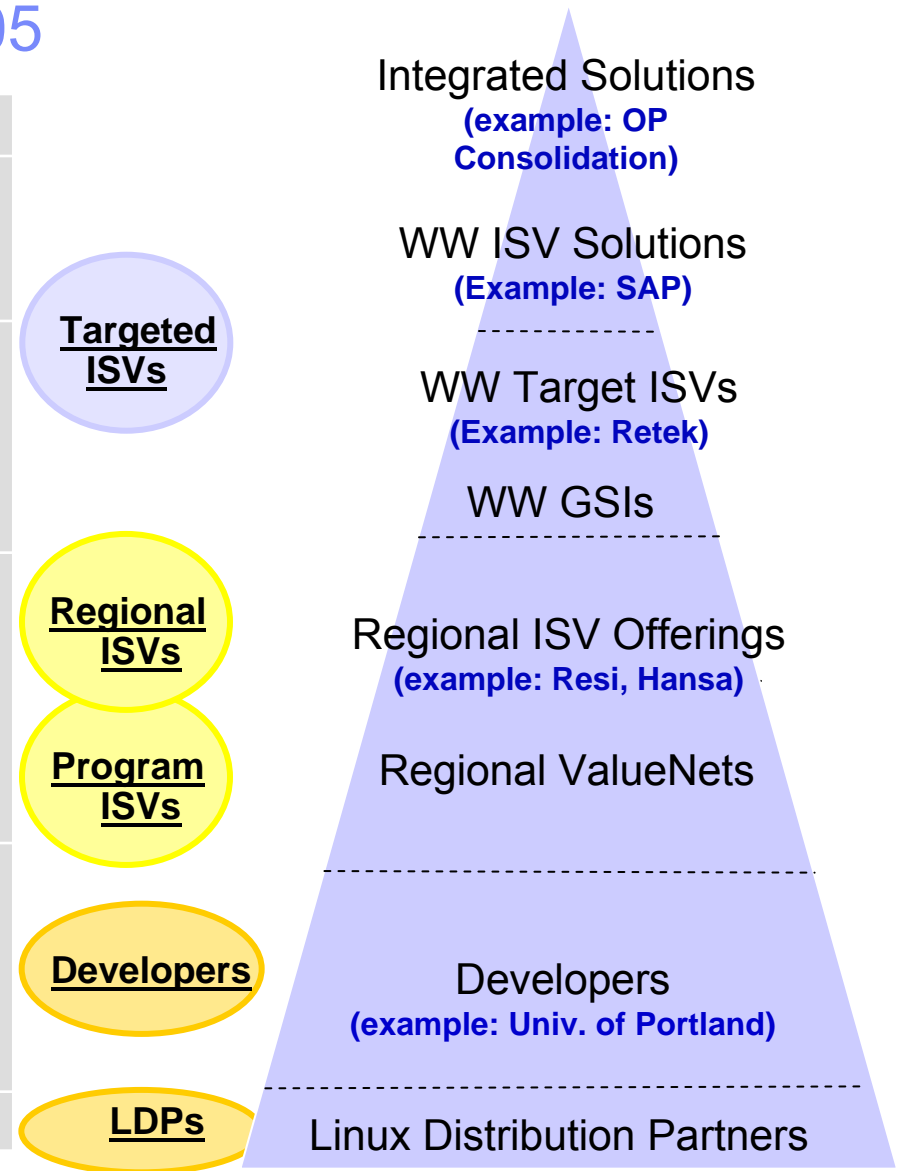 05
Integrated Solutions
(example: OP
Consolidation)
WW ISV Solutions
(Example: SAP)
Targeted
ISVs
WW Target ISVs
(Example: Retek)
WW GSIs
Regional
ISVs
Regional ISV Offerings
(example: Resi, Hansa)
Program
ISVs
Regional ValueNets
Developers
Developers
(example: Univ. of Portland)
LDPs
Linux Distribution Partners